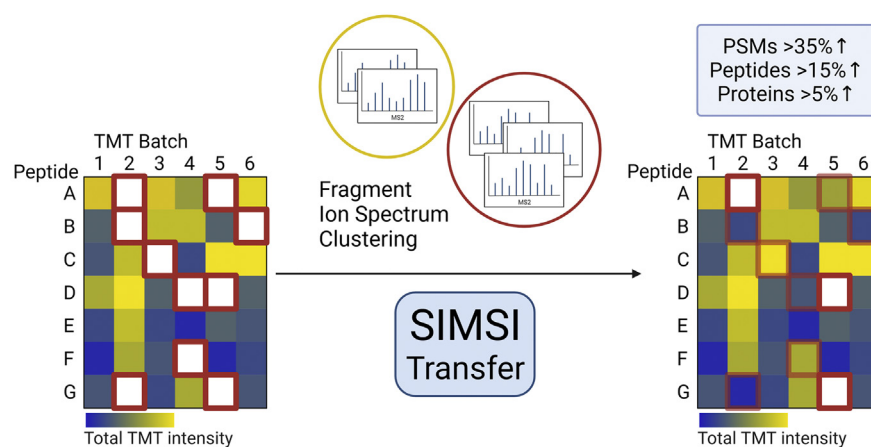 PSMs >35%↑
Peptides >15%↑
Proteins >5%↑
MS2
MS2
TMT Batch
Peptide 1 2 3 4 5 6
A
B
C
D
E
F
G
Total TMT intensity
Fragment
Ion Spectrum
Clustering
SIMSI
Transfer
TMT Batch
Peptide 1 2 3 4 5 6
A
B
C
D
E
F
G
Total TMT intensity